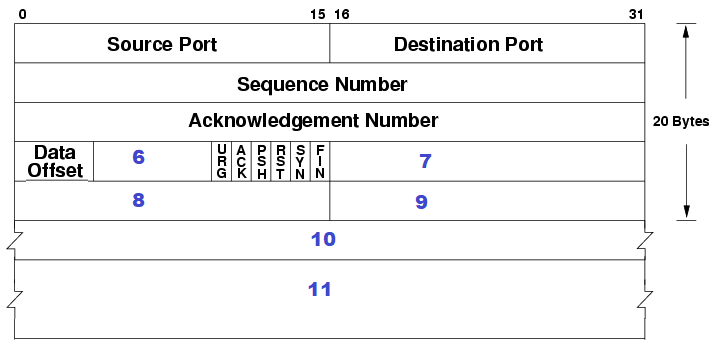 0 15 16 31
Source Port Destination Port
Sequence Number
Acknowledgement Number
20 Bytes
Data
Offset
6
URG
ACK
PSH
RST
SYN
FIN
7
8
9
10
11